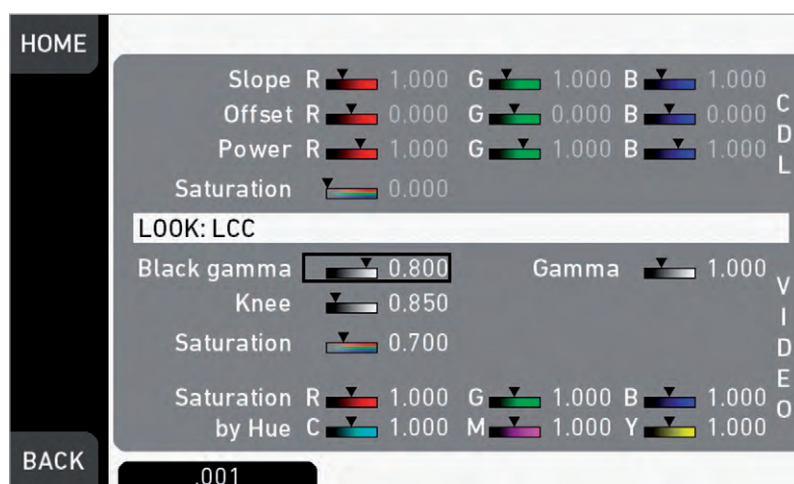 HOME
Slope R 1.000 G 1.000 B 1.000
Offset R 0.000 G 0.000 B 0.000
Power R 1.000 G 1.000 B 1.000
Saturation 0.000
CDL
LOOK: LCC
Black gamma 0.800 Gamma 1.000
Knee 0.850
Saturation 0.700
Saturation R 1.000 G 1.000 B 1.000
by Hue C 1.000 M 1.000 Y 1.000
VIDEO
BACK
.001